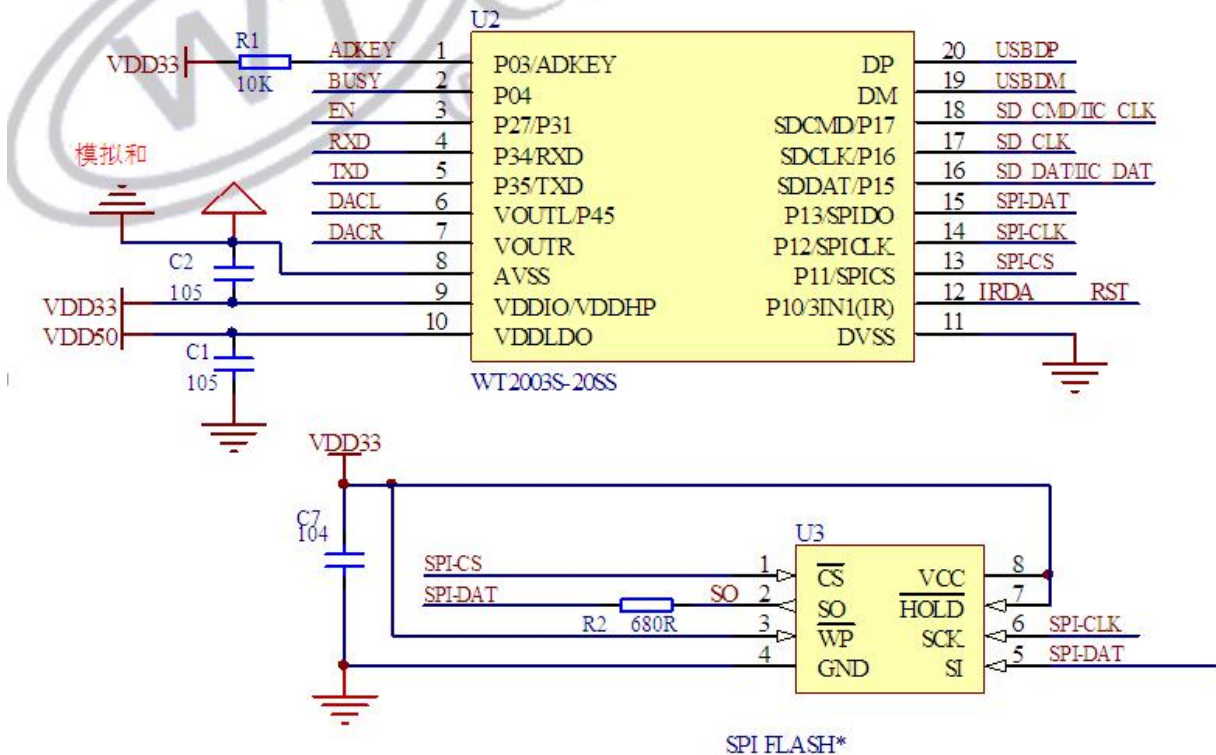 U2
VDD33 R1 10K ADKEY 1 P03/ADKEY DP 20 USBDP
BUSY 2 P04 DM 19 USBDM
EN 3 P27/P31 SDCMD/P17 18 SD CMD/IIC CLK
RXD 4 P34/RXD SDCLK/P16 17 SD CLK
模拟和
TXD 5 P35/TXD SDDAT/P15 16 SD DAT/IIC DAT
DACL 6 VOUTL/P45 P13/SPIDO 15 SPI-DAT
DACR 7 VOUTR P12/SPICLK 14 SPI-CLK
C2 105 8 AVSS P11/SPICS 13 SPI-CS
VDD33 9 VDDIO/VDDHP P10/3IN1(IR) 12 IRDA RST
VDD50 10 VDDLDO DVSS 11
C1 105
WT2003S-20SS
VDD33
C7 104
U3
SPI-CS 1 CS VCC 8
SPI-DAT R2 680R SO 2 SO HOLD 7
3 WP SCK 6 SPI-CLK
4 GND SI 5 SPI-DAT
SPI FLASH*